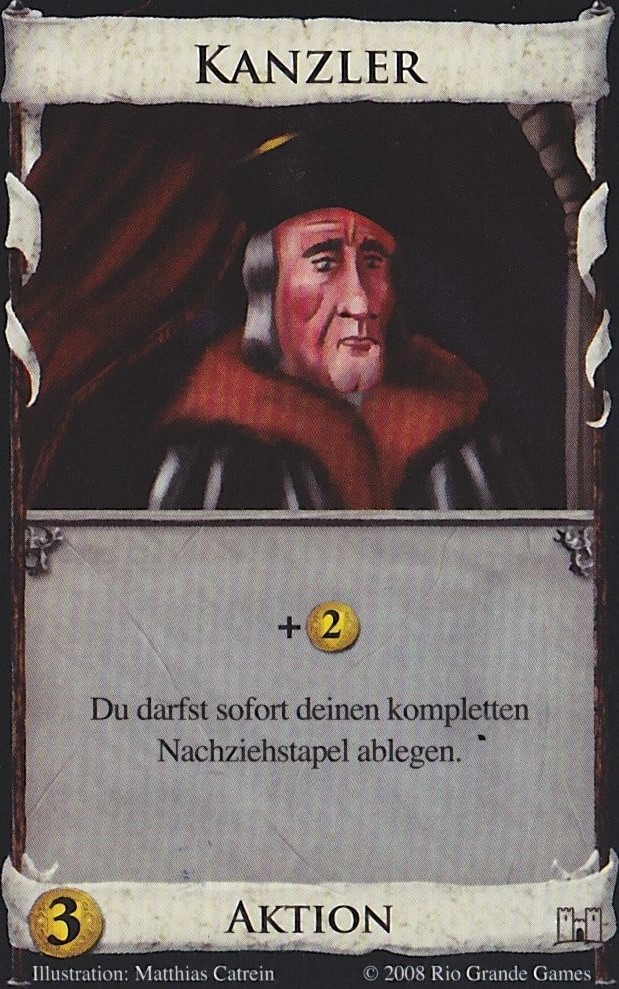 KANZLER
+ 2
Du darfst sofort deinen kompletten
Nachziehstapel ablegen.
3
AKTION
Illustration: Matthias Catrein
© 2008 Rio Grande Games